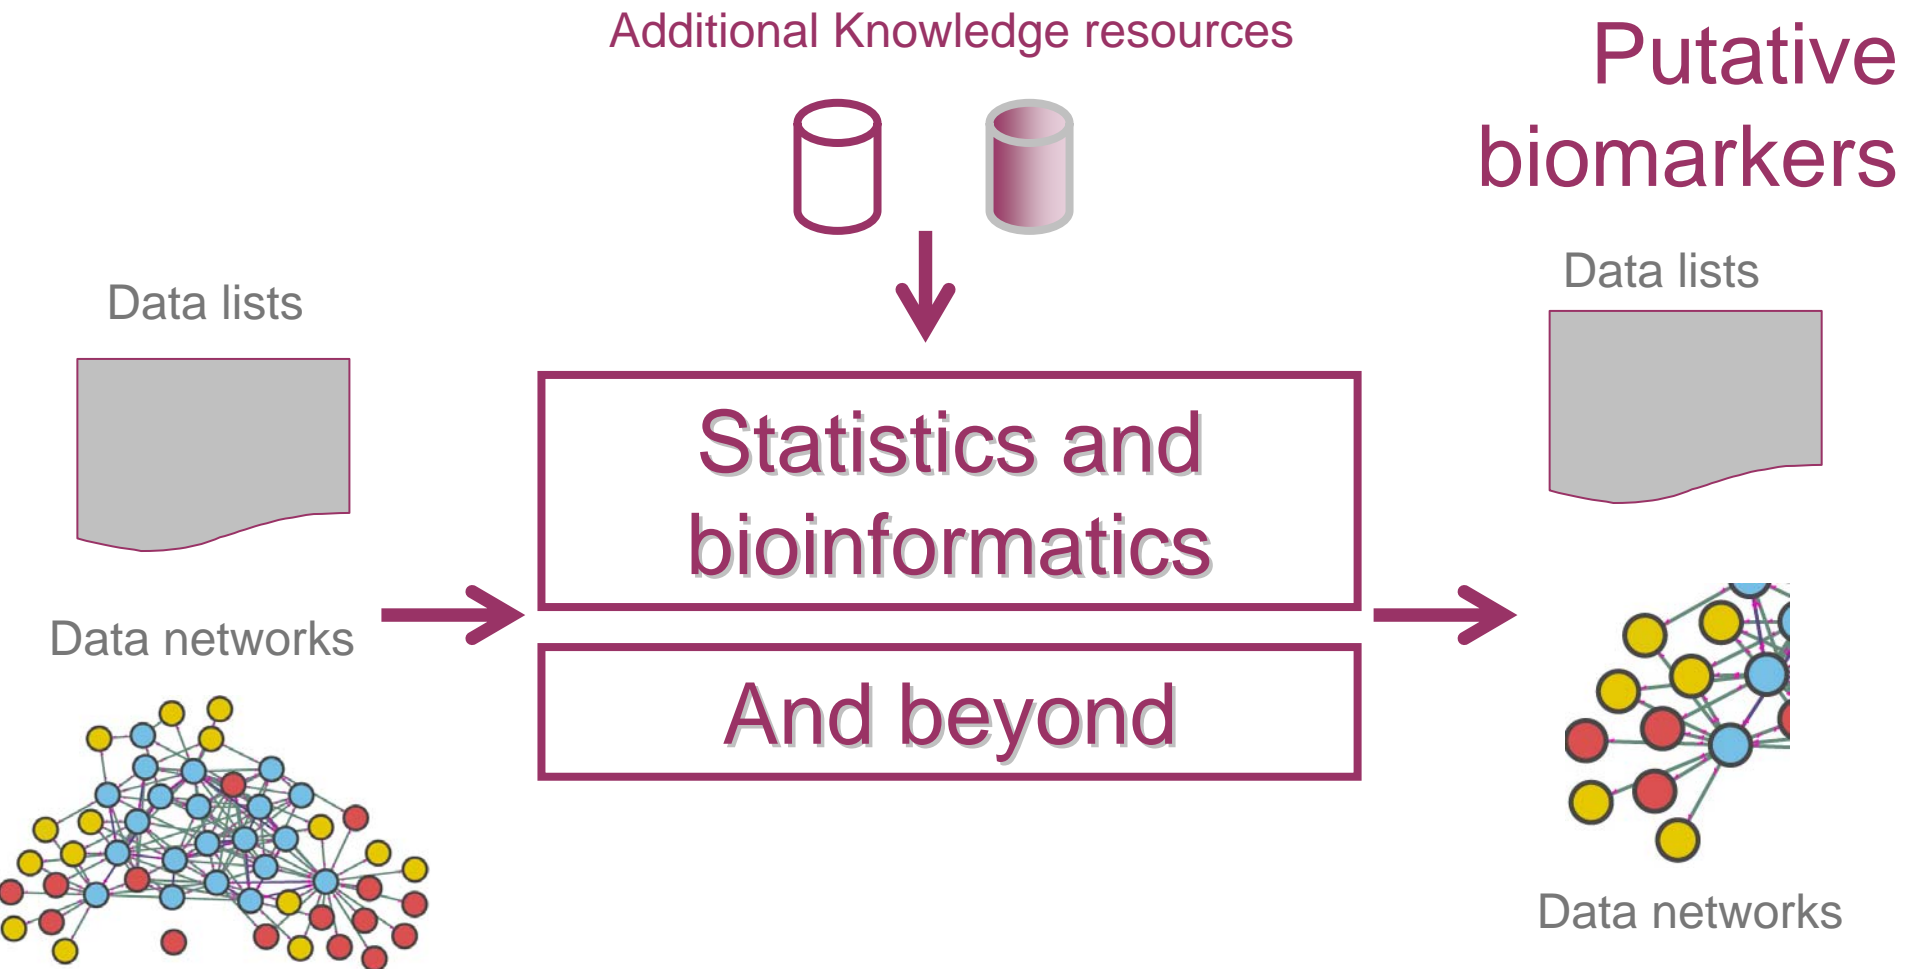 Additional Knowledge resources
Putative
biomarkers
Data lists
Data networks
Statistics and
bioinformatics
And beyond
Data lists
Data networks